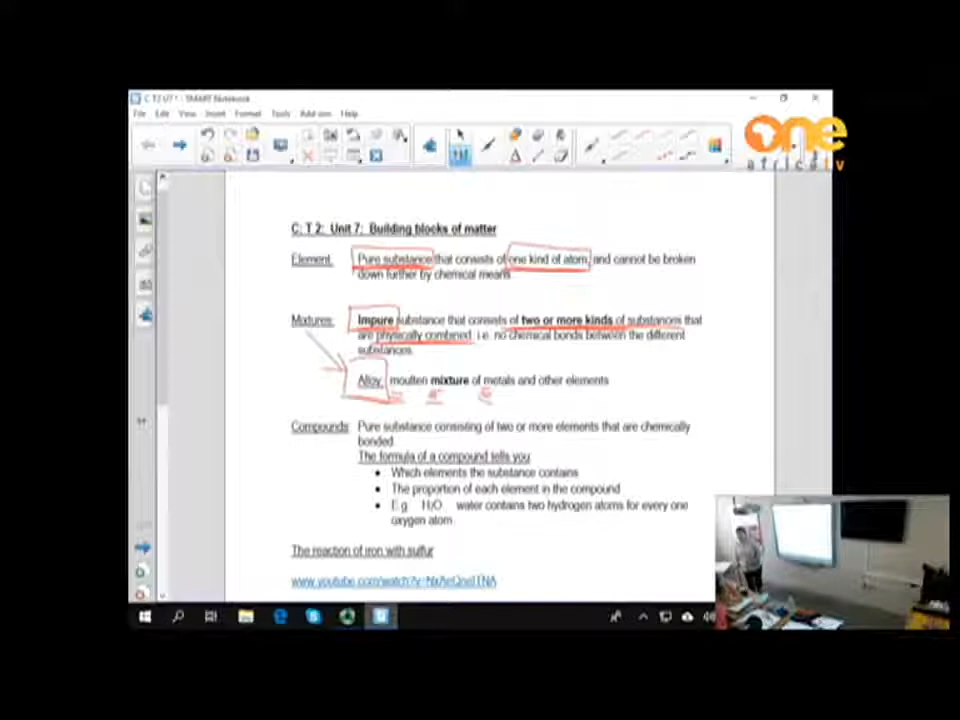 C T2 U7 * - SMART Notebook
File Edit View Insert Format Tools Add-ons Help
one
africa tv
C: T 2: Unit 7: Building blocks of matter
Element Pure substance that consists of one kind of atom, and cannot be broken
down further by chemical means
Mixtures Impure substance that consists of two or more kinds of substances that
are physically combined i.e. no chemical bonds between the different
substances.
Alloy moulten mixture of metals and other elements
Compounds Pure substance consisting of two or more elements that are chemically
bonded
The formula of a compound tells you
• Which elements the substance contains
• The proportion of each element in the compound
• E.g H₂O water contains two hydrogen atoms for every one
oxygen atom
The reaction of iron with sulfur